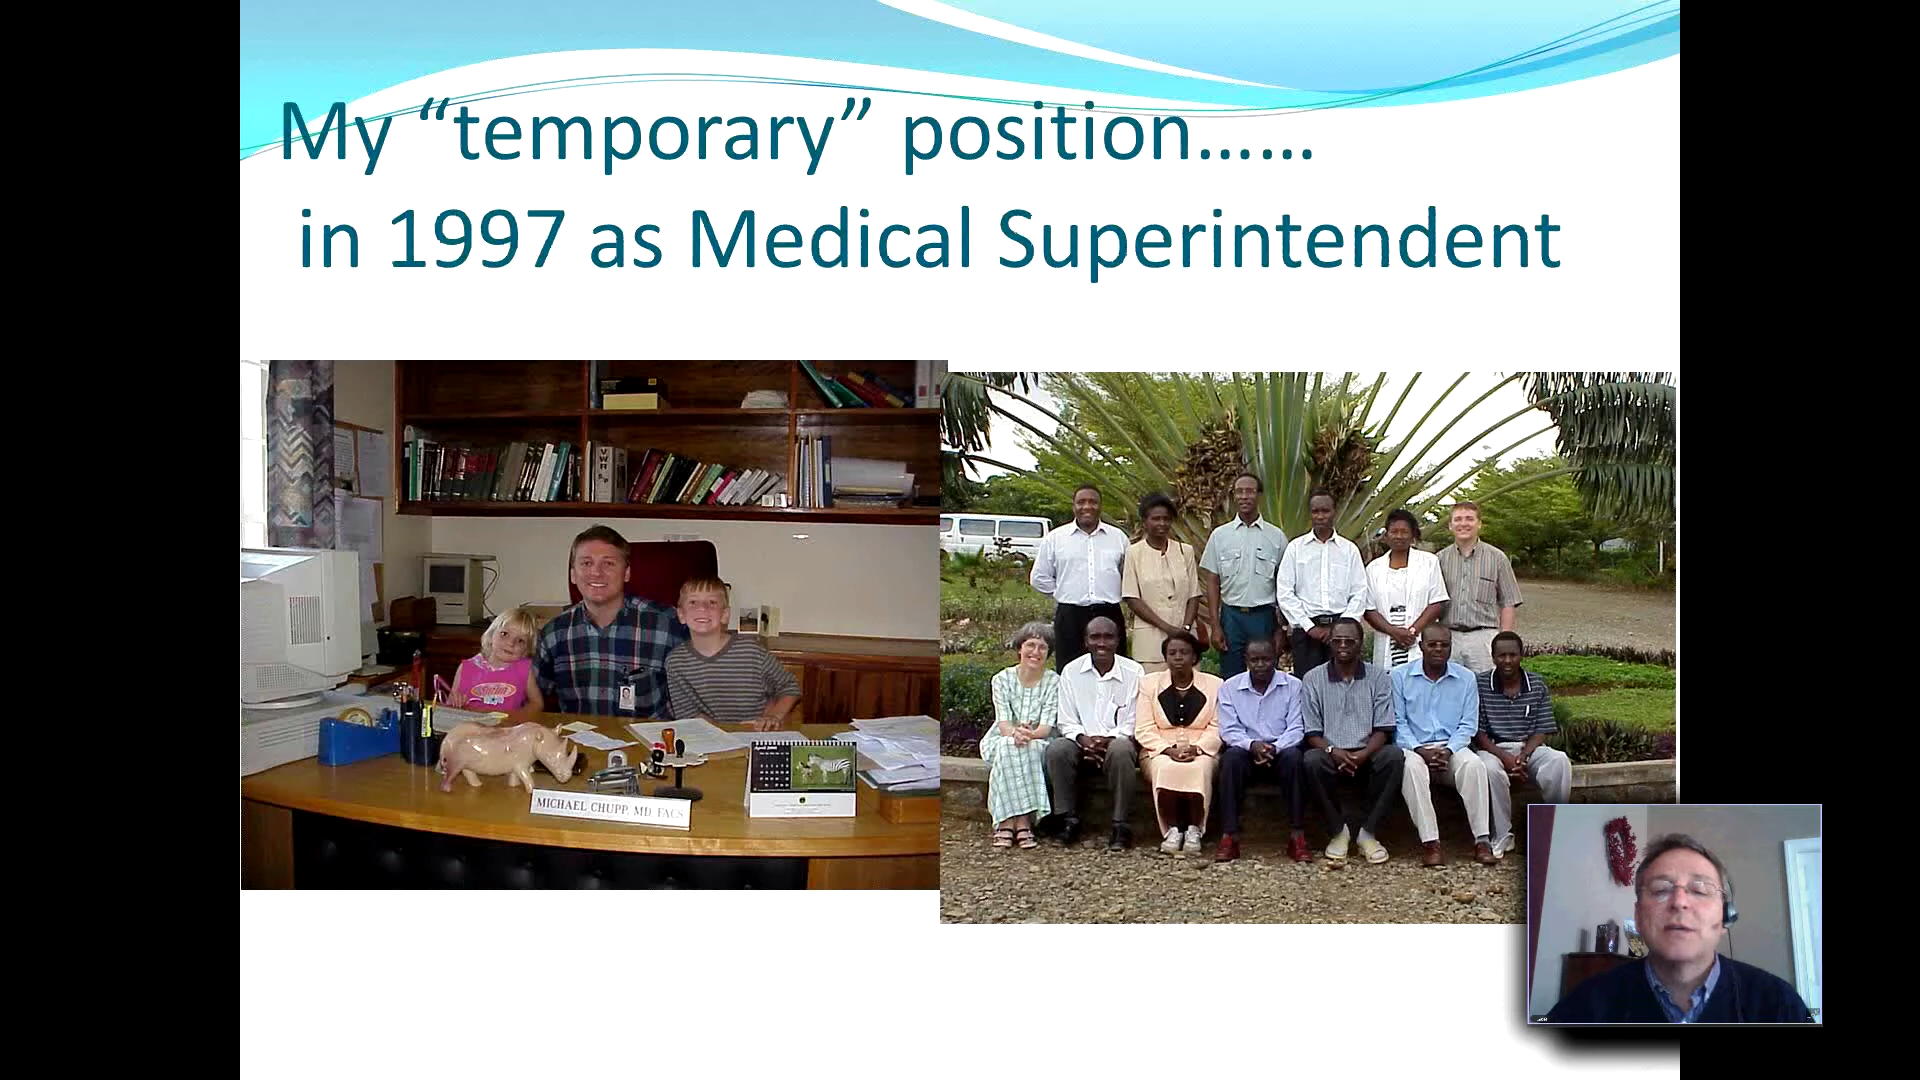 My “temporary” position……
in 1997 as Medical Superintendent
MICHAEL CHUPP, MD, FACS